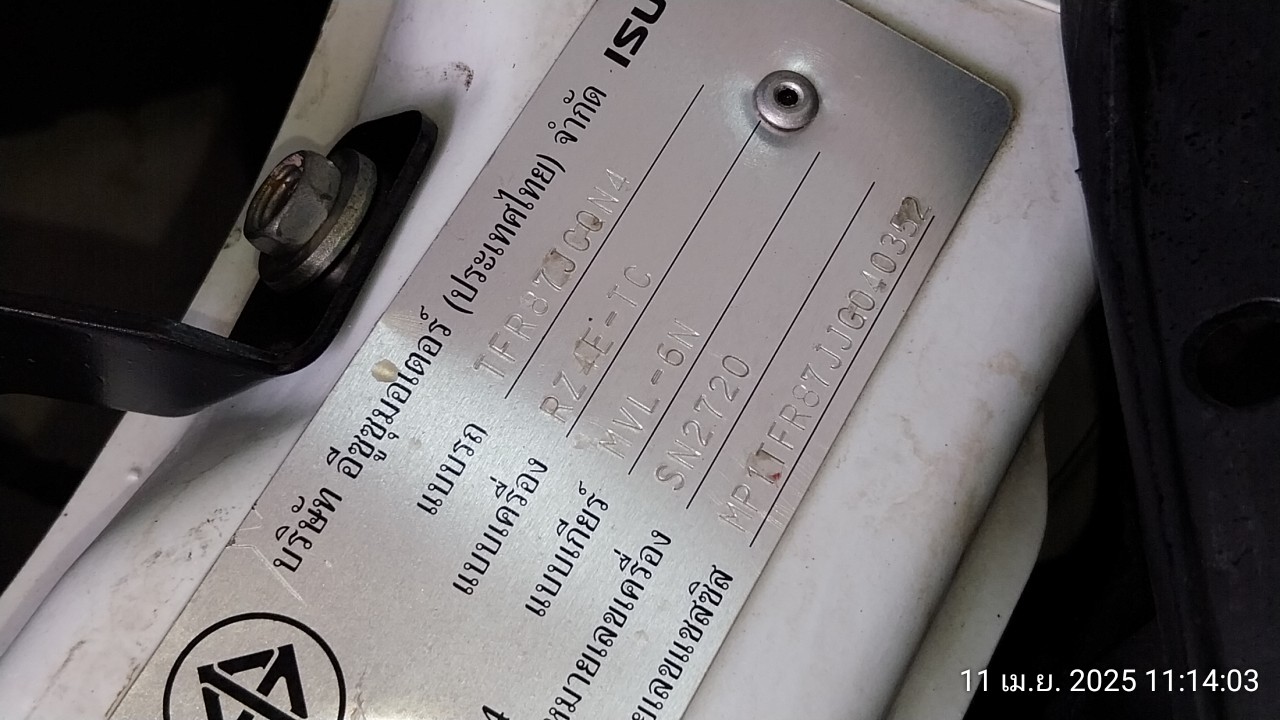 ISU
บริษัท อีซูซุมอเตอร์ (ประเทศไทย) จำกัด
แบบรถ TFR87JCQN4
แบบเครื่อง RZ4E-TC
แบบเกียร์ MVL-6N
หมายเลขเครื่อง SN2720
ยเลขแชสซิส MP1TFR87JJG010352
4
11 เม.ย. 2025 11:14:03